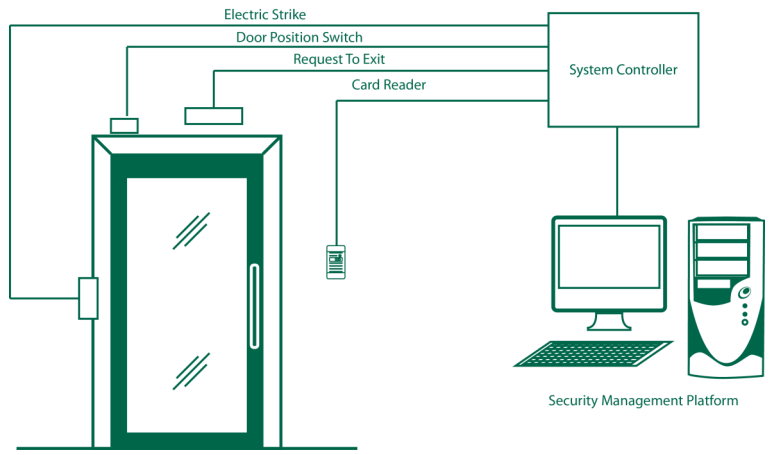 Electric Strike
Door Position Switch
Request To Exit
Card Reader
System Controller
Security Management Platform